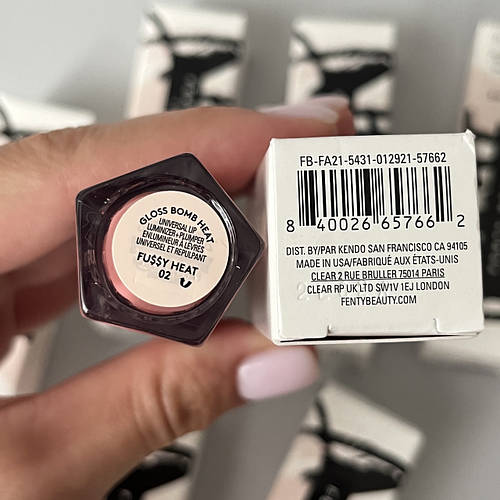 GLOSS BOMB HEAT
UNIVERSAL LIP
LUMINIZER+PLUMPER
ENLUMINEUR À LÈVRES
UNIVERSEL ET REPULPANT
FU$$Y HEAT
02
FB-FA21-5431-012921-57662
8 40026 65766 2
DIST. BY/PAR KENDO SAN FRANCISCO CA 94105
MADE IN USA/FABRIQUÉ AUX ÉTATS-UNIS
CLEAR 2 RUE BRULLER 75014 PARIS
CLEAR RP UK LTD SW1V 1EJ LONDON
FENTYBEAUTY.COM